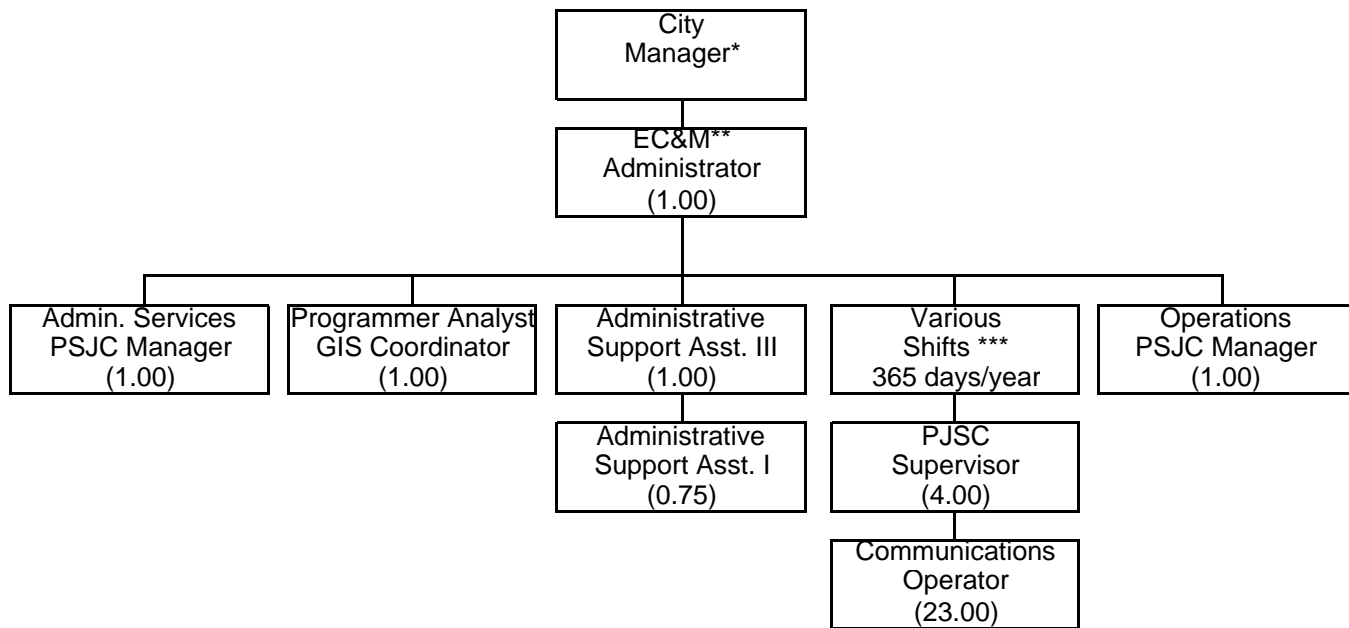 City
Manager*
EC&M**
Administrator
(1.00)
Admin. Services
PSJC Manager
(1.00)
Programmer Analyst
GIS Coordinator
(1.00)
Administrative
Support Asst. III
(1.00)
Various
Shifts ***
365 days/year
Operations
PSJC Manager
(1.00)
Administrative
Support Asst. I
(0.75)
PJSC
Supervisor
(4.00)
Communications
Operator
(23.00)